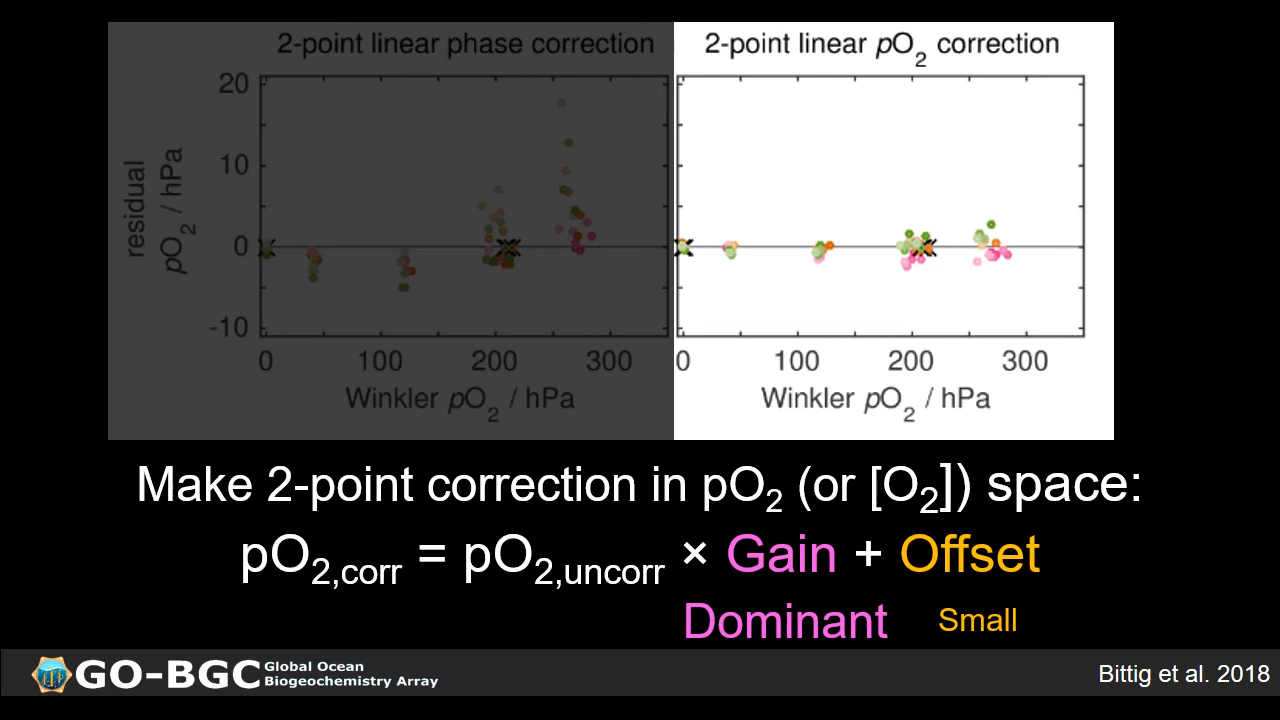 2-point linear phase correction
2-point linear pO₂ correction
20
10
0
-10
residual
pO₂ / hPa
0 100 200 300
0 100 200 300
Winkler pO₂ / hPa
Winkler pO₂ / hPa
Make 2-point correction in pO₂ (or [O₂]) space:
pO₂,corr = pO₂,uncorr × Gain + Offset
Dominant Small
GO-BGC Global Ocean
Biogeochemistry Array
Bittig et al. 2018